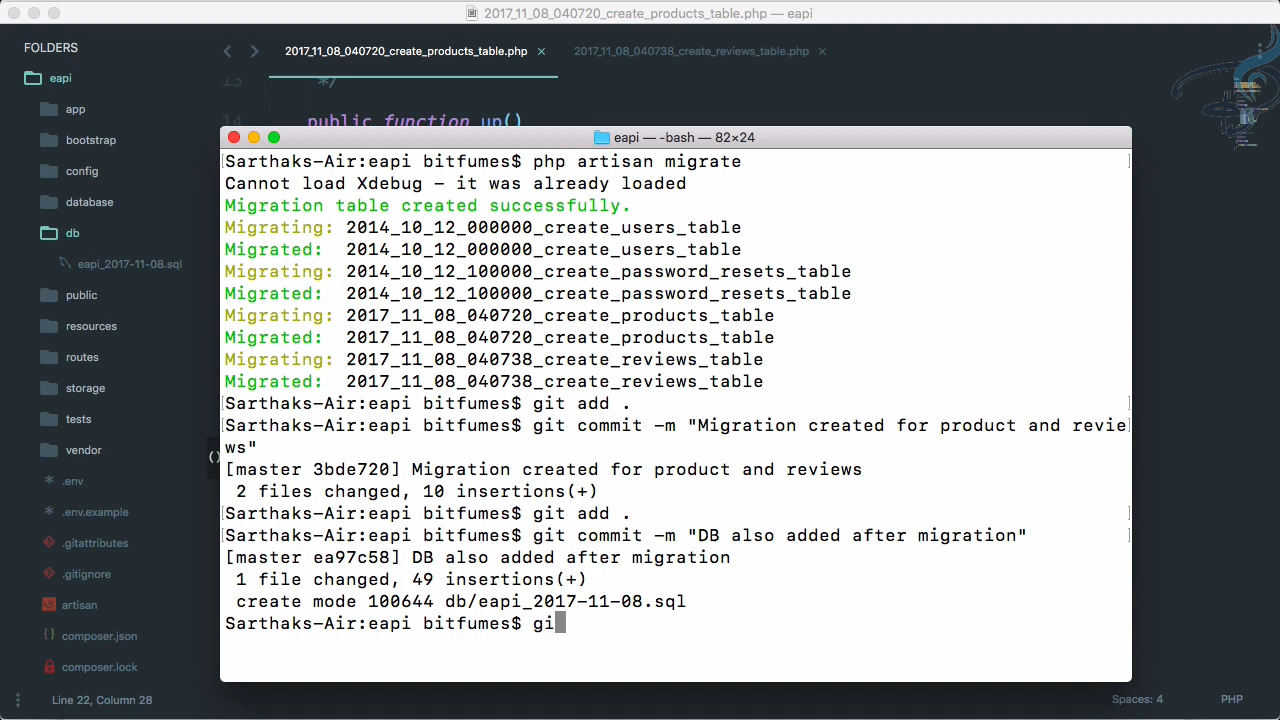 2017_11_08_040720_create_products_table.php — eapi
FOLDERS
eapi
app
bootstrap
config
database
db
eapi_2017-11-08.sql
public
resources
routes
storage
tests
vendor
.env
.env.example
.gitattributes
.gitignore
artisan
composer.json
composer.lock
2017_11_08_040720_create_products_table.php
2017_11_08_040738_create_reviews_table.php
13 */
14 public function up()
eapi — -bash — 82×24
Sarthaks-Air:eapi bitfumes$ php artisan migrate
Cannot load Xdebug - it was already loaded
Migration table created successfully.
Migrating: 2014_10_12_000000_create_users_table
Migrated:  2014_10_12_000000_create_users_table
Migrating: 2014_10_12_100000_create_password_resets_table
Migrated:  2014_10_12_100000_create_password_resets_table
Migrating: 2017_11_08_040720_create_products_table
Migrated:  2017_11_08_040720_create_products_table
Migrating: 2017_11_08_040738_create_reviews_table
Migrated:  2017_11_08_040738_create_reviews_table
Sarthaks-Air:eapi bitfumes$ git add .
Sarthaks-Air:eapi bitfumes$ git commit -m "Migration created for product and revie
ws"
[master 3bde720] Migration created for product and reviews
2 files changed, 10 insertions(+)
Sarthaks-Air:eapi bitfumes$ git add .
Sarthaks-Air:eapi bitfumes$ git commit -m "DB also added after migration"
[master ea97c58] DB also added after migration
1 file changed, 49 insertions(+)
create mode 100644 db/eapi_2017-11-08.sql
Sarthaks-Air:eapi bitfumes$ gi
Line 22, Column 28
Spaces: 4
PHP